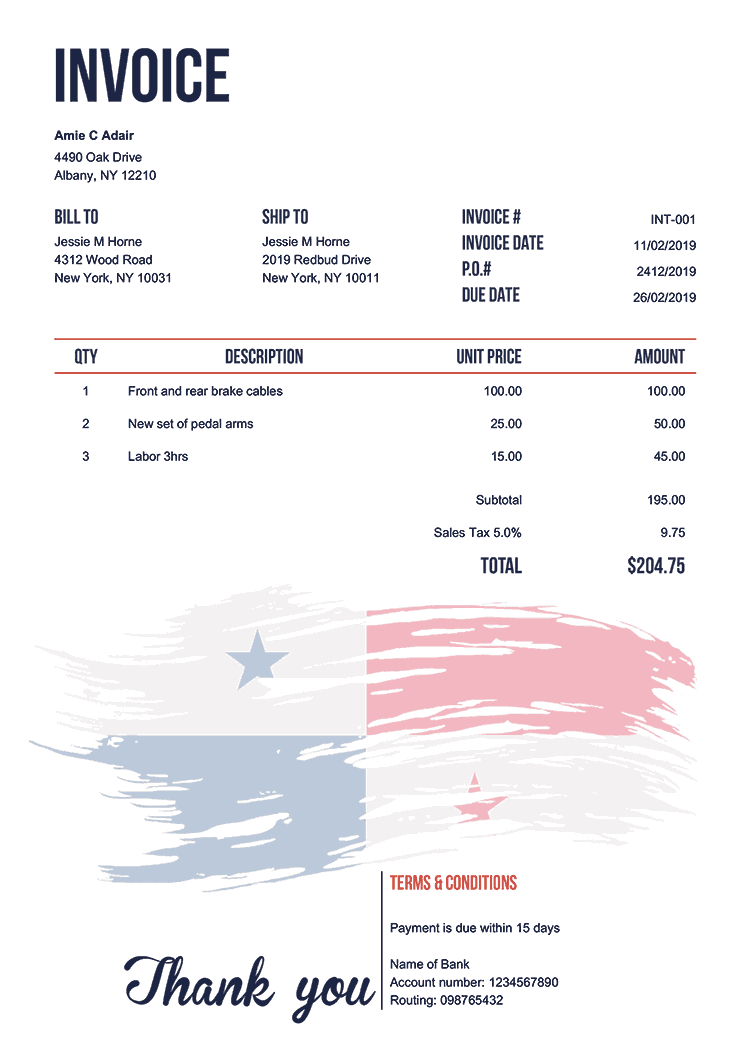 INVOICE
Amie C Adair
4490 Oak Drive
Albany, NY 12210
BILL TO
Jessie M Horne
4312 Wood Road
New York, NY 10031
SHIP TO
Jessie M Horne
2019 Redbud Drive
New York, NY 10011
INVOICE # INT-001
INVOICE DATE 11/02/2019
P.O.# 2412/2019
DUE DATE 26/02/2019
QTY DESCRIPTION UNIT PRICE AMOUNT
1 Front and rear brake cables 100.00 100.00
2 New set of pedal arms 25.00 50.00
3 Labor 3hrs 15.00 45.00
Subtotal 195.00
Sales Tax 5.0% 9.75
TOTAL $204.75
TERMS & CONDITIONS
Payment is due within 15 days
Name of Bank
Account number: 1234567890
Routing: 098765432
Thank you